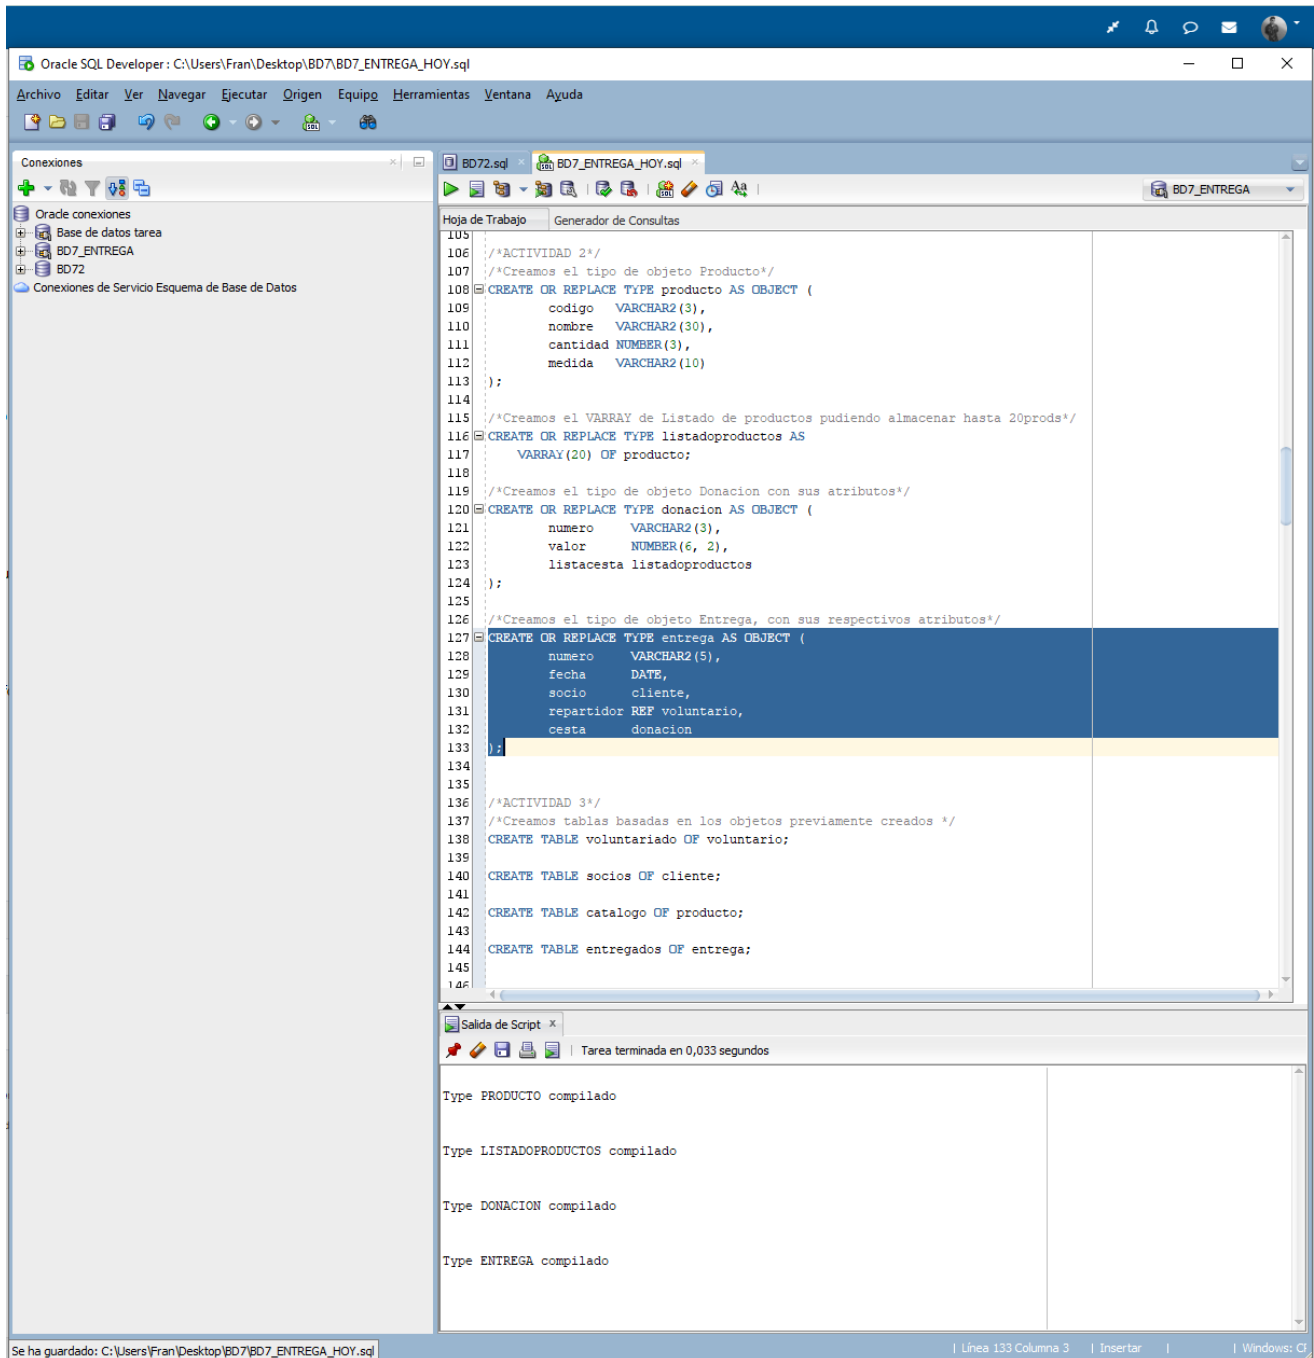 Oracle SQL Developer : C:\Users\Fran\Desktop\BD7\BD7_ENTREGA_HOY.sql
Archivo Editar Ver Navegar Ejecutar Origen Equipo Herramientas Ventana Ayuda
Conexiones
Oracle conexiones
Base de datos tarea
BD7_ENTREGA
BD72
Conexiones de Servicio Esquema de Base de Datos
BD72.sql BD7_ENTREGA_HOY.sql
BD7_ENTREGA
Hoja de Trabajo Generador de Consultas
105
106 /*ACTIVIDAD 2*/
107 /*Creamos el tipo de objeto Producto*/
108 CREATE OR REPLACE TYPE producto AS OBJECT (
109 codigo VARCHAR2(3),
110 nombre VARCHAR2(30),
111 cantidad NUMBER(3),
112 medida VARCHAR2(10)
113 );
114
115 /*Creamos el VARRAY de Listado de productos pudiendo almacenar hasta 20prods*/
116 CREATE OR REPLACE TYPE listadoproductos AS
117 VARRAY(20) OF producto;
118
119 /*Creamos el tipo de objeto Donacion con sus atributos*/
120 CREATE OR REPLACE TYPE donacion AS OBJECT (
121 numero VARCHAR2(3),
122 valor NUMBER(6, 2),
123 listacesta listadoproductos
124 );
125
126 /*Creamos el tipo de objeto Entrega, con sus respectivos atributos*/
127 CREATE OR REPLACE TYPE entrega AS OBJECT (
128 numero VARCHAR2(5),
129 fecha DATE,
130 socio cliente,
131 repartidor REF voluntario,
132 cesta donacion
133 );
134
135
136 /*ACTIVIDAD 3*/
137 /*Creamos tablas basadas en los objetos previamente creados */
138 CREATE TABLE voluntariado OF voluntario;
139
140 CREATE TABLE socios OF cliente;
141
142 CREATE TABLE catalogo OF producto;
143
144 CREATE TABLE entregados OF entrega;
145
146
Salida de Script
Tarea terminada en 0,033 segundos
Type PRODUCTO compilado
Type LISTADOPRODUCTOS compilado
Type DONACION compilado
Type ENTREGA compilado
Se ha guardado: C:\Users\Fran\Desktop\BD7\BD7_ENTREGA_HOY.sql
Línea 133 Columna 3 | Insertar | | Windows: